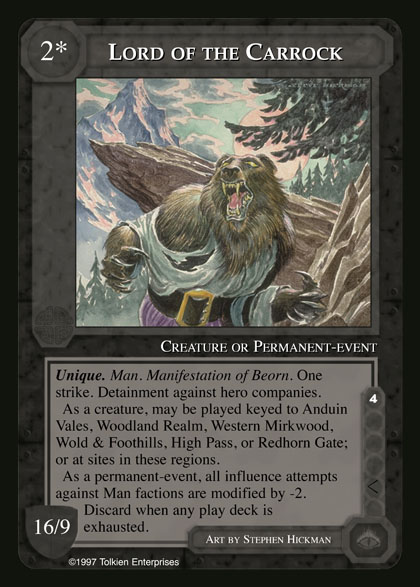 2*
LORD OF THE CARROCK
CREATURE OR PERMANENT-EVENT
Unique. Man. Manifestation of Beorn. One
strike. Detainment against hero companies.
As a creature, may be played keyed to Anduin
Vales, Woodland Realm, Western Mirkwood,
Wold & Foothills, High Pass, or Redhorn Gate;
or at sites in these regions.
As a permanent-event, all influence attempts
against Man factions are modified by -2.
Discard when any play deck is
exhausted.
4
16/9
ART BY STEPHEN HICKMAN
©1997 Tolkien Enterprises